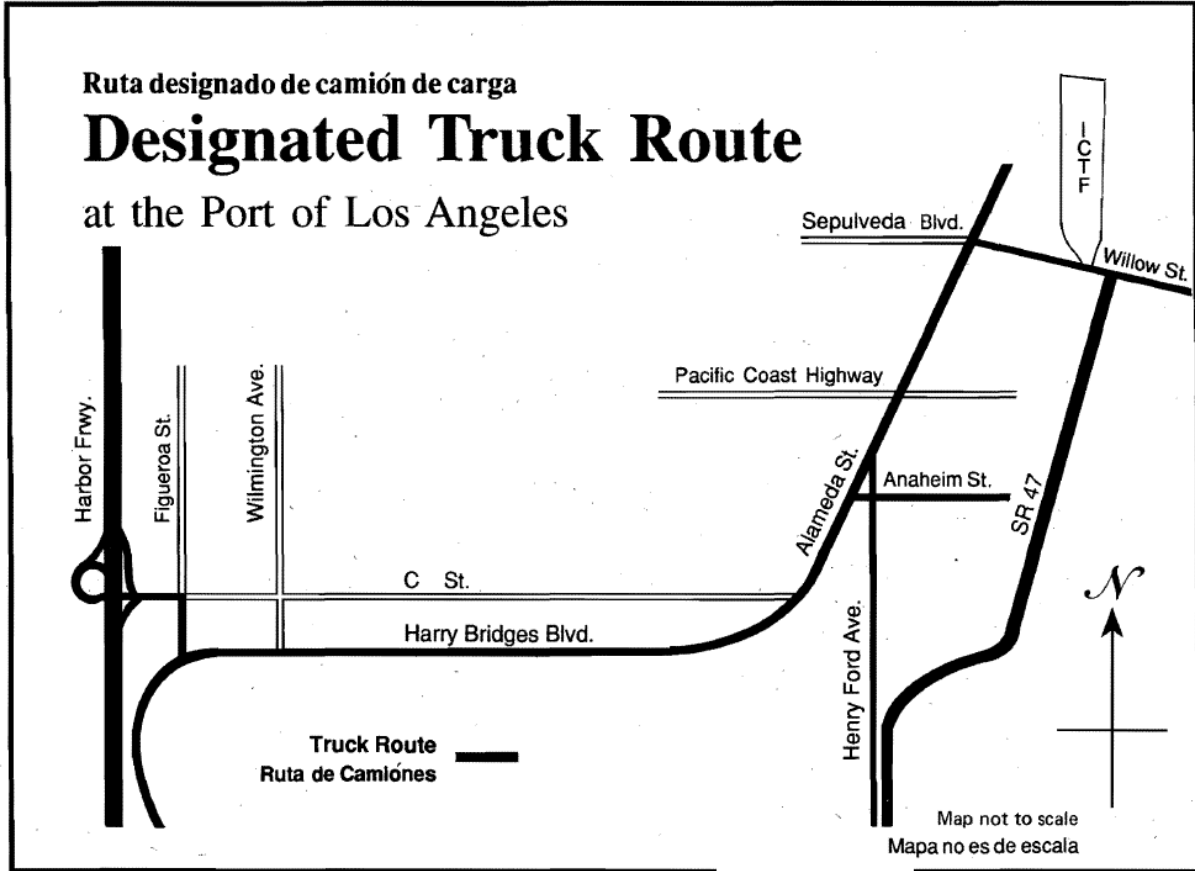 Ruta designado de camión de carga
Designated Truck Route
at the Port of Los Angeles
ICTF
Sepulveda Blvd.
Willow St.
Pacific Coast Highway
Harbor Frwy.
Figueroa St.
Wilmington Ave.
Alameda St.
Anaheim St.
SR 47
C St.
Harry Bridges Blvd.
Henry Ford Ave.
N
Truck Route
Ruta de Camiónes
Map not to scale
Mapa no es de escala